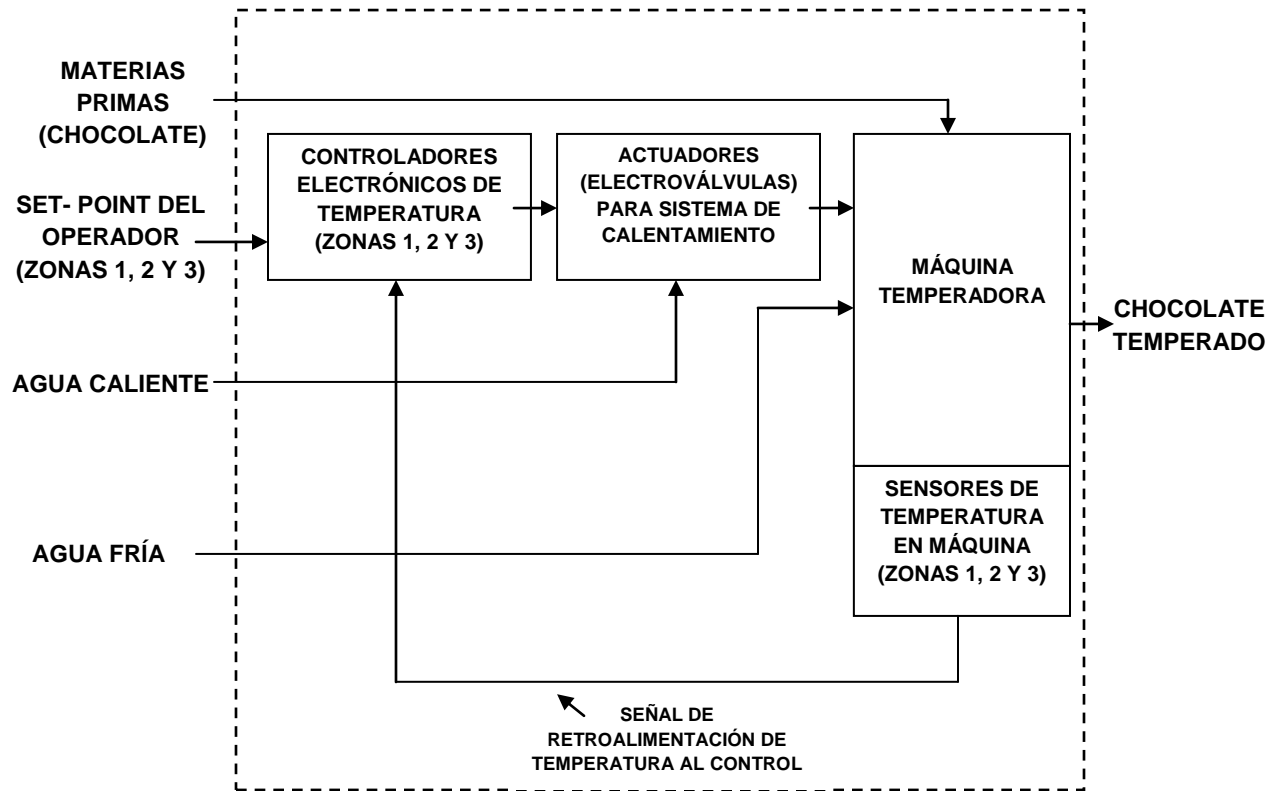 MATERIAS
PRIMAS
(CHOCOLATE)
SET- POINT DEL
OPERADOR
(ZONAS 1, 2 Y 3)
AGUA CALIENTE
AGUA FRÍA
CONTROLADORES
ELECTRÓNICOS DE
TEMPERATURA
(ZONAS 1, 2 Y 3)
ACTUADORES
(ELECTROVÁLVULAS)
PARA SISTEMA DE
CALENTAMIENTO
MÁQUINA
TEMPERADORA
SENSORES DE
TEMPERATURA
EN MÁQUINA
(ZONAS 1, 2 Y 3)
CHOCOLATE
TEMPERADO
SEÑAL DE
RETROALIMENTACIÓN DE
TEMPERATURA AL CONTROL